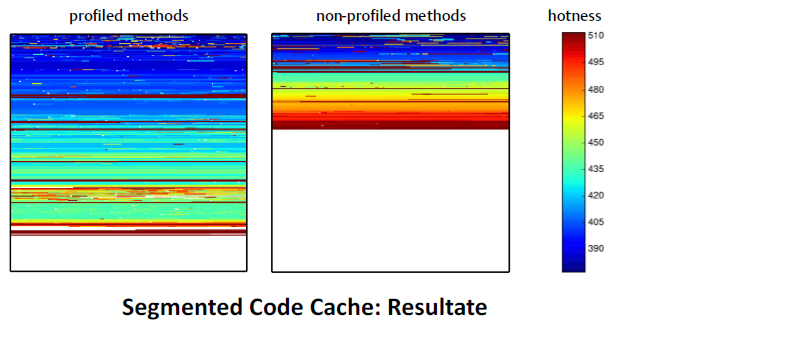 profiled methods
non-profiled methods
hotness
510
495
480
465
450
435
420
405
390
Segmented Code Cache: Resultate